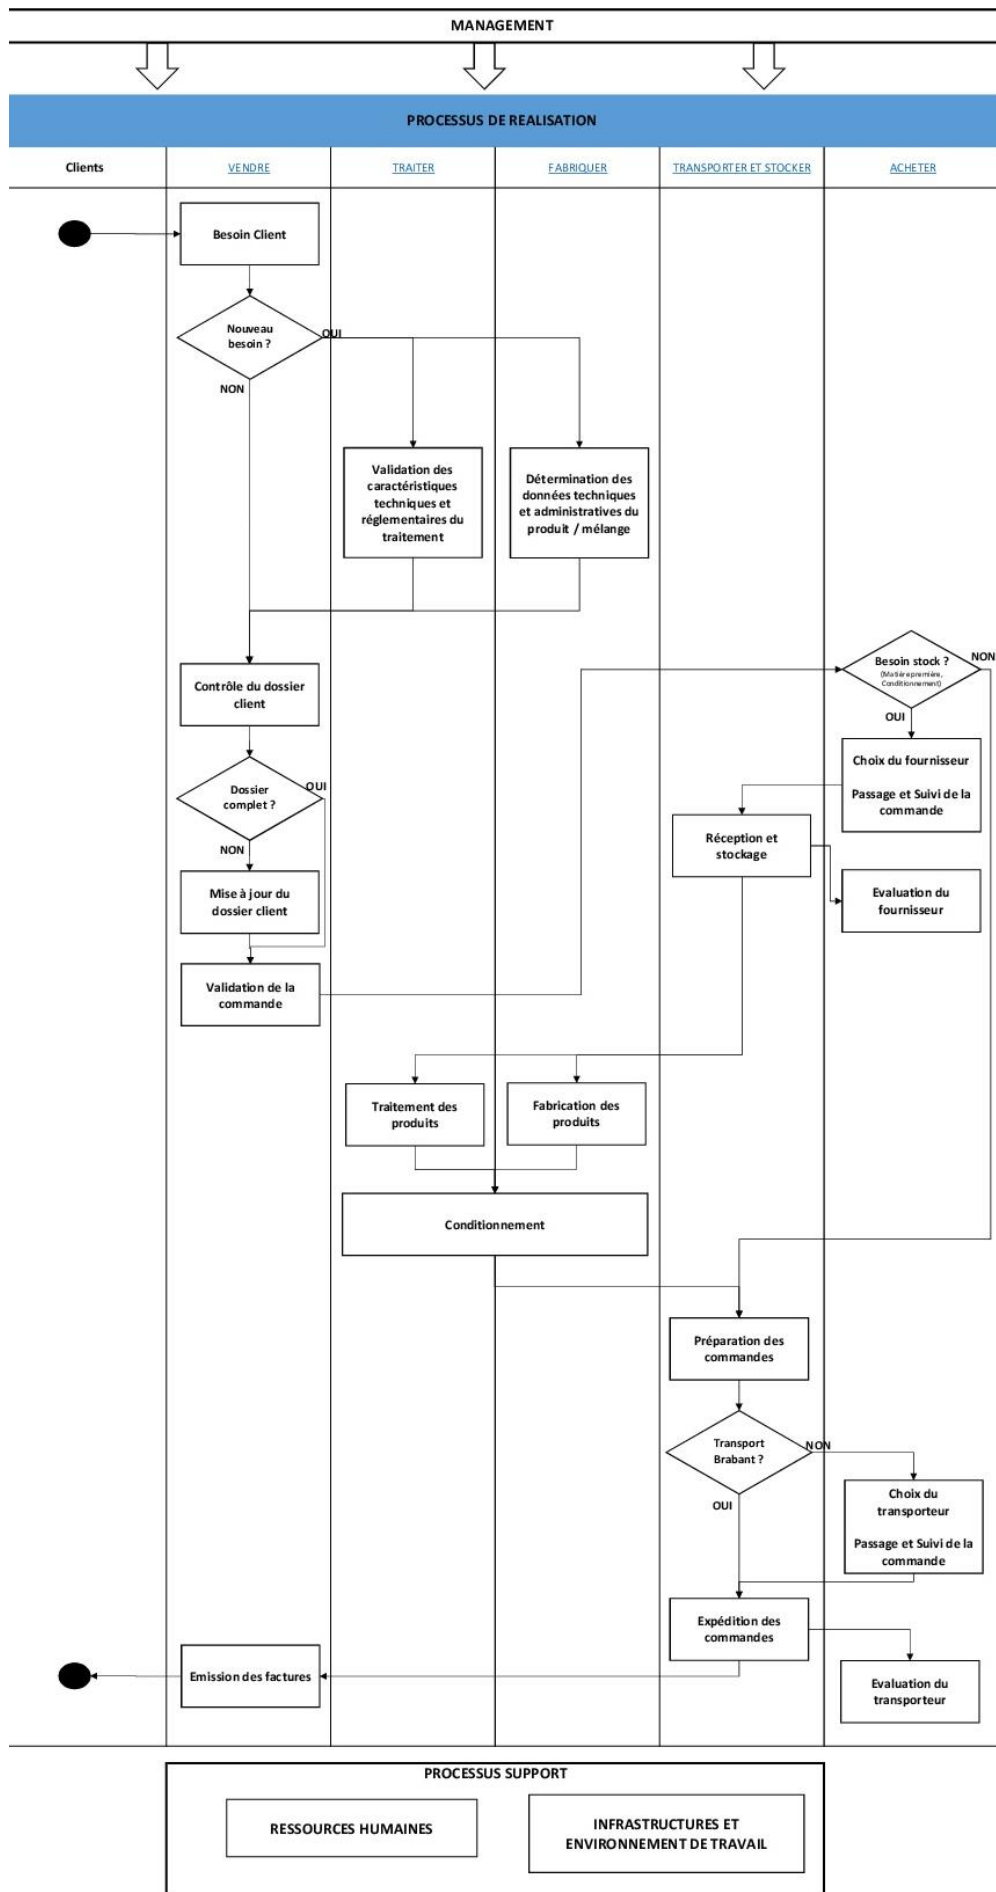 MANAGEMENT
PROCESSUS DE REALISATION
Clients
VENDRE
TRAITER
FABRIQUER
TRANSPORTER ET STOCKER
ACHETER
Besoin Client
Nouveau
besoin ?
OUI
NON
Validation des
caractéristiques
techniques et
réglementaires du
traitement
Détermination des
données techniques
et administratives du
produit / mélange
Contrôle du dossier
client
Besoin stock ?
(Matière première,
Conditionnement)
NON
OUI
Choix du fournisseur
Passage et Suivi de la
commande
Dossier
complet ?
OUI
NON
Réception et
stockage
Mise à jour du
dossier client
Evaluation du
fournisseur
Validation de la
commande
Traitement des
produits
Fabrication des
produits
Conditionnement
Préparation des
commandes
Transport
Brabant ?
NON
OUI
Choix du
transporteur
Passage et Suivi de la
commande
Expédition des
commandes
Emission des factures
Evaluation du
transporteur
PROCESSUS SUPPORT
RESSOURCES HUMAINES
INFRASTRUCTURES ET
ENVIRONNEMENT DE TRAVAIL